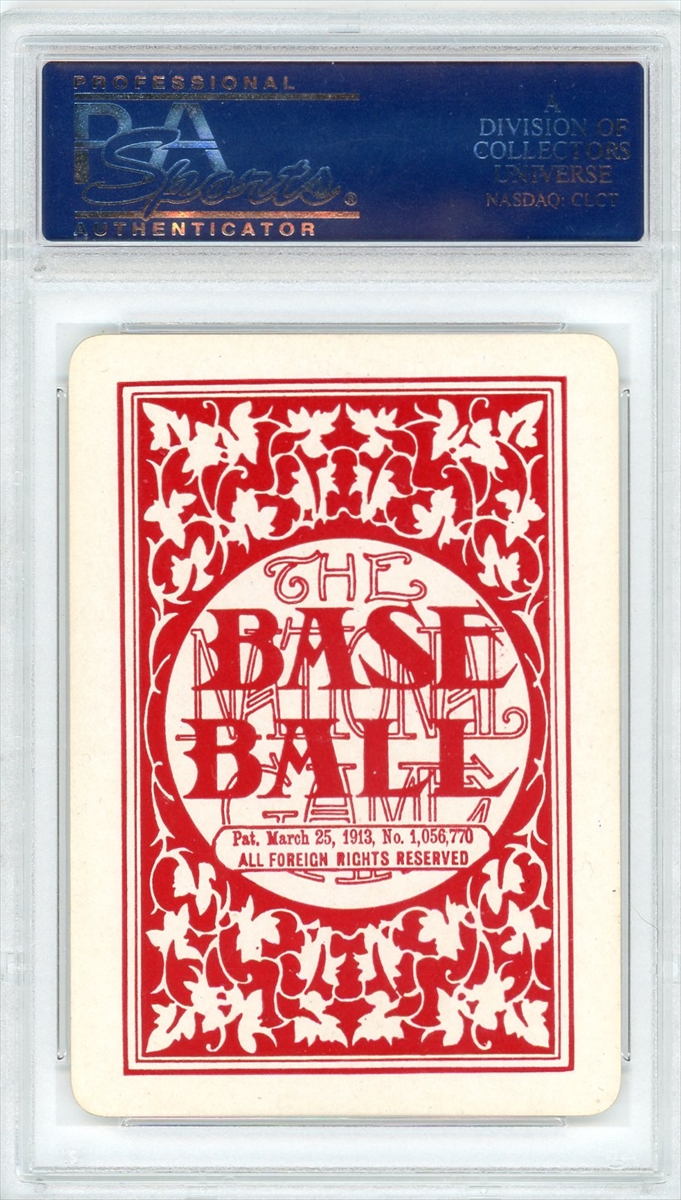 PROFESSIONAL
PSA
Sports®
AUTHENTICATOR
A
DIVISION OF
COLLECTORS
UNIVERSE
NASDAQ: CLCT
THE
NATIONAL
GAME
BASE
BALL
Pat. March 25, 1913, No. 1,056,770
ALL FOREIGN RIGHTS RESERVED